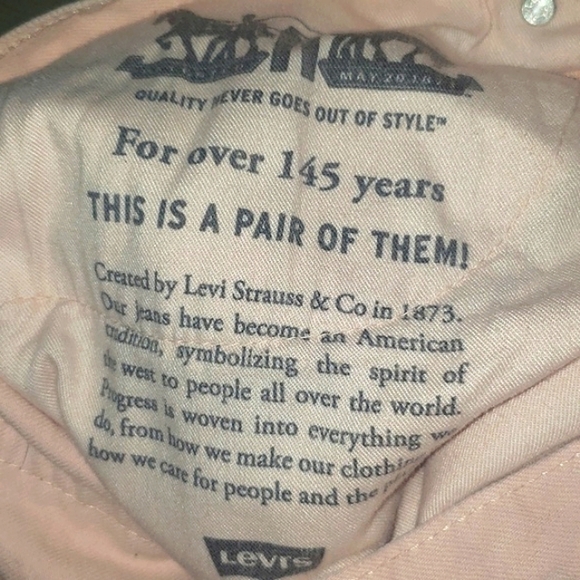 MAY 20 18
QUALITY NEVER GOES OUT OF STYLE™
For over 145 years
THIS IS A PAIR OF THEM!
Created by Levi Strauss & Co in 1873.
Our jeans have become an American
tradition, symbolizing the spirit of
the west to people all over the world.
Progress is woven into everything
do, from how we make our
how we care for people and the
Levi's